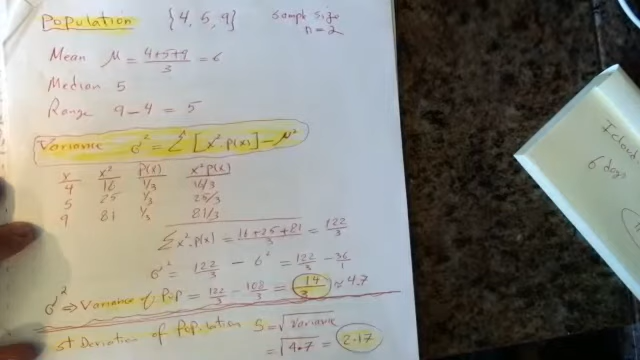 Population {4, 5, 9} Sample size
n = 2
Mean μ = (4+5+9)/3 = 6
Median 5
Range 9 - 4 = 5
Variance σ² = Σ [x²·P(x)] - μ²
x x² P(x) x²P(x)
4 16 1/3 16/3
5 25 1/3 25/3
9 81 1/3 81/3
Σx²·P(x) = (16+25+81)/3 = 122/3
σ² = 122/3 - 6² = 122/3 - 36/1
σ² ⇒ Variance of Pop = 122/3 - 108/3 = 14/3 ≈ 4.7
St Deviation of Population S = √Variance
= √4.7 = 2.17
Icloud
6 days